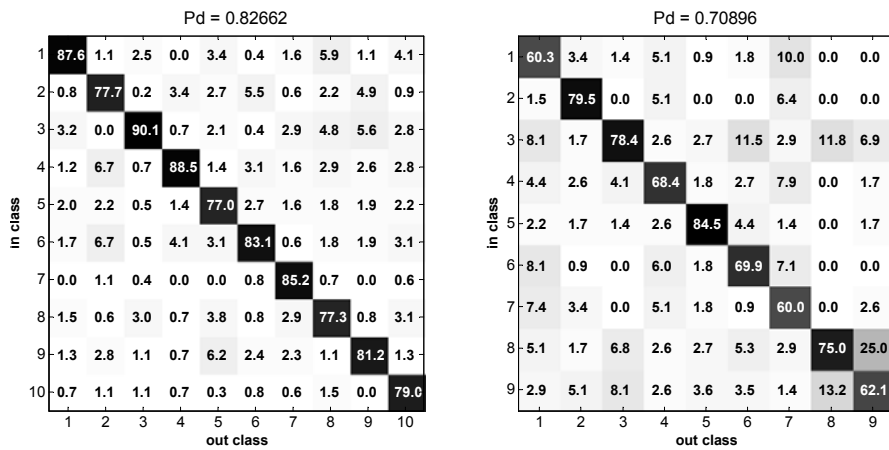 Pd = 0.82662
1 87.6 1.1 2.5 0.0 3.4 0.4 1.6 5.9 1.1 4.1
2 0.8 77.7 0.2 3.4 2.7 5.5 0.6 2.2 4.9 0.9
3 3.2 0.0 90.1 0.7 2.1 0.4 2.9 4.8 5.6 2.8
4 1.2 6.7 0.7 88.5 1.4 3.1 1.6 2.9 2.6 2.8
5 2.0 2.2 0.5 1.4 77.0 2.7 1.6 1.8 1.9 2.2
6 1.7 6.7 0.5 4.1 3.1 83.1 0.6 1.8 1.9 3.1
7 0.0 1.1 0.4 0.0 0.0 0.8 85.2 0.7 0.0 0.6
8 1.5 0.6 3.0 0.7 3.8 0.8 2.9 77.3 0.8 3.1
9 1.3 2.8 1.1 0.7 6.2 2.4 2.3 1.1 81.2 1.3
10 0.7 1.1 1.1 0.7 0.3 0.8 0.6 1.5 0.0 79.0
1 2 3 4 5 6 7 8 9 10
out class
in class
Pd = 0.70896
1 60.3 3.4 1.4 5.1 0.9 1.8 10.0 0.0 0.0
2 1.5 79.5 0.0 5.1 0.0 0.0 6.4 0.0 0.0
3 8.1 1.7 78.4 2.6 2.7 11.5 2.9 11.8 6.9
4 4.4 2.6 4.1 68.4 1.8 2.7 7.9 0.0 1.7
5 2.2 1.7 1.4 2.6 84.5 4.4 1.4 0.0 1.7
6 8.1 0.9 0.0 6.0 1.8 69.9 7.1 0.0 0.0
7 7.4 3.4 0.0 5.1 1.8 0.9 60.0 0.0 2.6
8 5.1 1.7 6.8 2.6 2.7 5.3 2.9 75.0 25.0
9 2.9 5.1 8.1 2.6 3.6 3.5 1.4 13.2 62.1
1 2 3 4 5 6 7 8 9
out class
in class